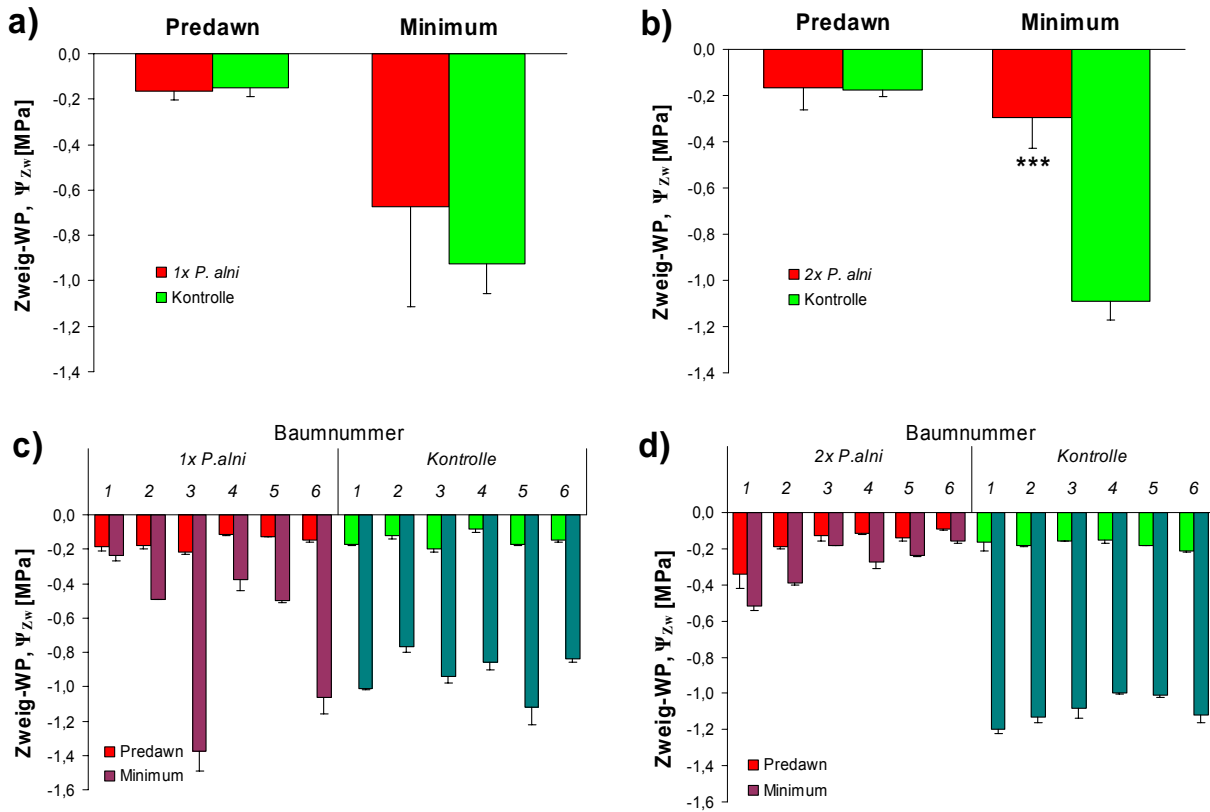 a)
Predawn Minimum
0,0
-0,2
-0,4
-0,6
-0,8
-1,0
-1,2
-1,4
Zweig-WP, Ψ Zw [MPa]
1x P. alni
Kontrolle
b)
Predawn Minimum
0,0
-0,2
-0,4
-0,6
-0,8
-1,0
-1,2
-1,4
Zweig-WP, Ψ Zw [MPa]
***
2x P. alni
Kontrolle
c)
Baumnummer
1x P.alni Kontrolle
1 2 3 4 5 6 1 2 3 4 5 6
0,0
-0,2
-0,4
-0,6
-0,8
-1,0
-1,2
-1,4
-1,6
Zweig-WP, Ψ Zw [MPa]
Predawn
Minimum
d)
Baumnummer
2x P.alni Kontrolle
1 2 3 4 5 6 1 2 3 4 5 6
0,0
-0,2
-0,4
-0,6
-0,8
-1,0
-1,2
-1,4
-1,6
Zweig-WP, Ψ Zw [MPa]
Predawn
Minimum